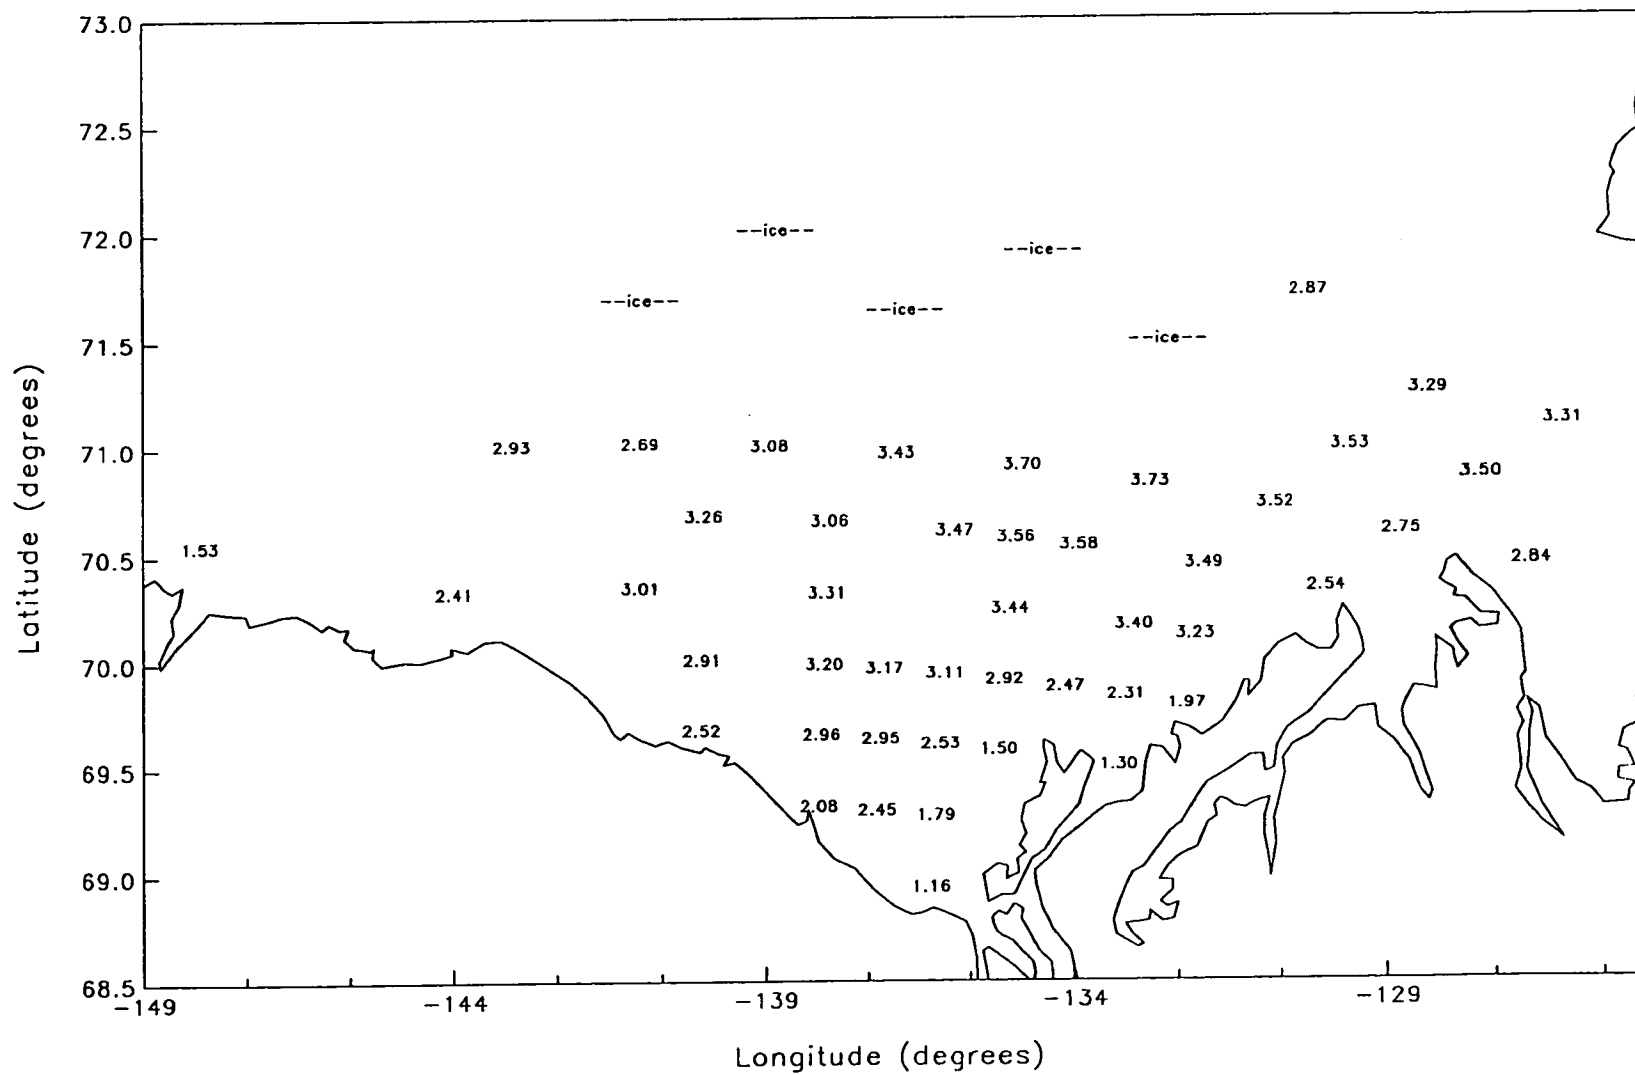 73.0
72.5
72.0
71.5
71.0
70.5
70.0
69.5
69.0
68.5
Latitude (degrees)
--ice--
--ice--
--ice-- --ice-- 2.87
--ice--
3.29
3.31
2.93 2.69 3.08 3.43 3.70 3.73 3.53 3.50
3.26 3.06 3.47 3.56 3.58 3.52 2.75
1.53 3.49 2.84
2.41 3.01 3.31 3.44 3.40 3.23 2.54
2.91 3.20 3.17 3.11 2.92 2.47 2.31 1.97
2.52 2.96 2.95 2.53 1.50 1.30
2.08 2.45 1.79
1.16
-149 -144 -139 -134 -129
Longitude (degrees)